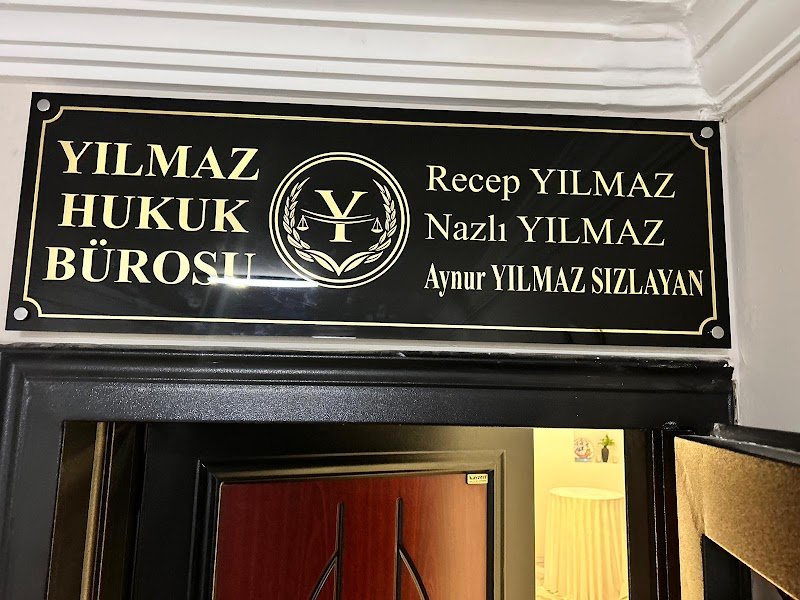 YILMAZ
HUKUK
BÜROSU
Y
Recep YILMAZ
Nazlı YILMAZ
Aynur YILMAZ SIZLAYAN